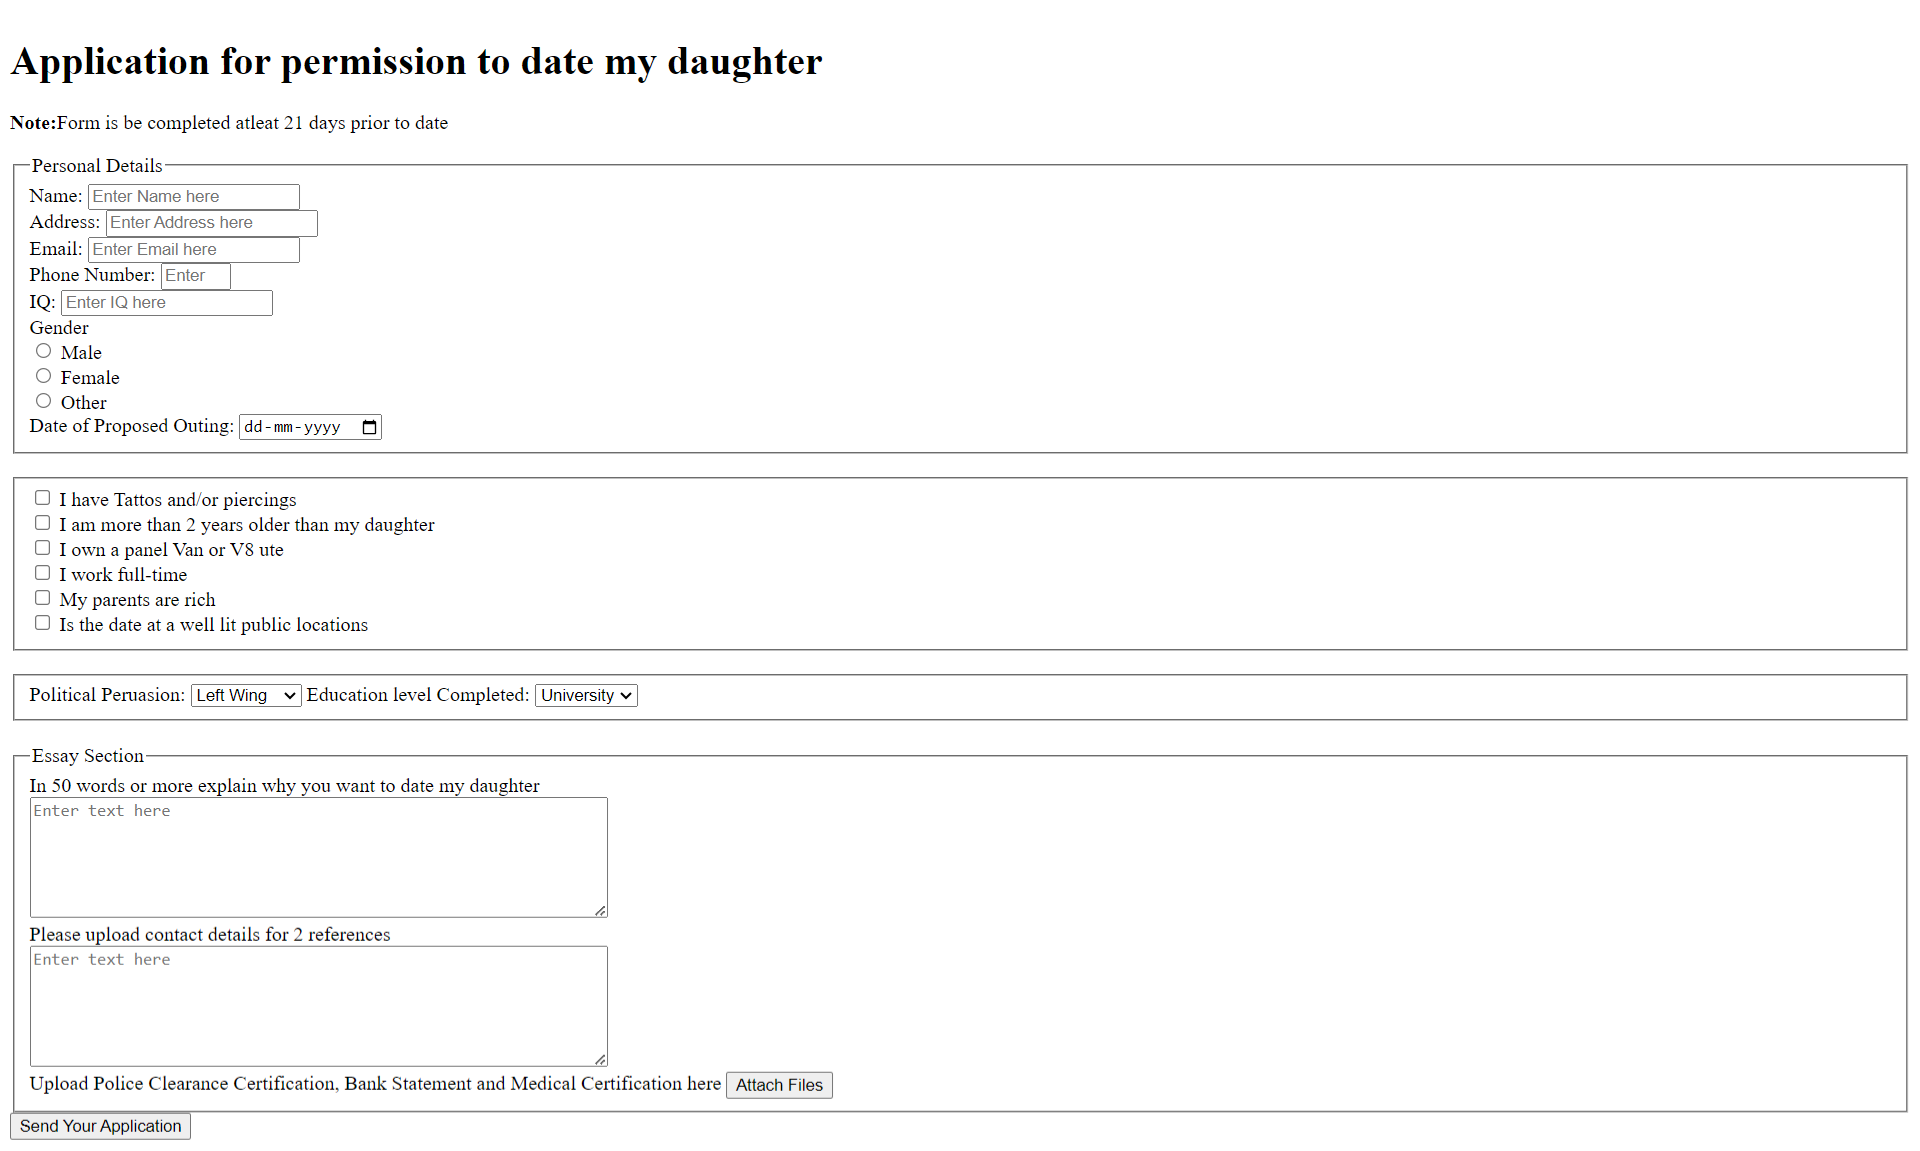 Application for permission to date my daughter
Note:Form is be completed atleat 21 days prior to date
Personal Details
Name: Enter Name here
Address: Enter Address here
Email: Enter Email here
Phone Number: Enter
IQ: Enter IQ here
Gender
Male
Female
Other
Date of Proposed Outing: dd-mm-yyyy
I have Tattos and/or piercings
I am more than 2 years older than my daughter
I own a panel Van or V8 ute
I work full-time
My parents are rich
Is the date at a well lit public locations
Political Peruasion: Left Wing Education level Completed: University
Essay Section
In 50 words or more explain why you want to date my daughter
Enter text here
Please upload contact details for 2 references
Enter text here
Upload Police Clearance Certification, Bank Statement and Medical Certification here Attach Files
Send Your Application